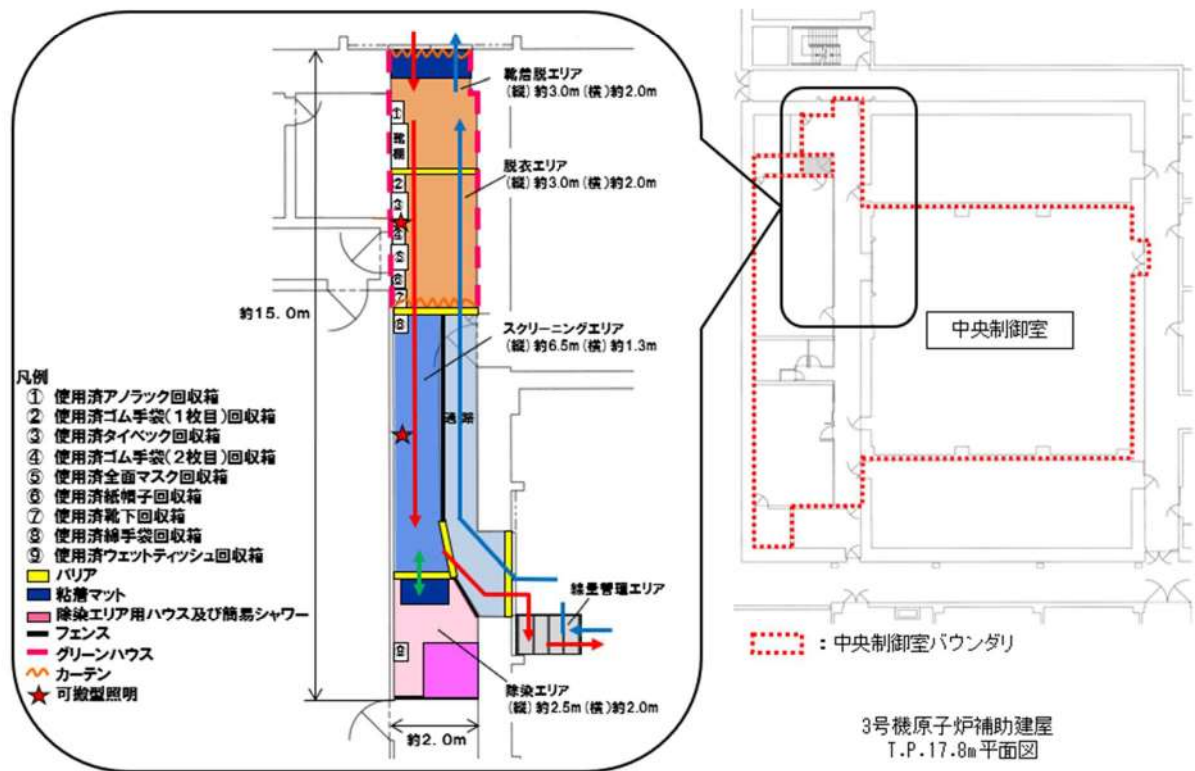 靴着脱エリア
(縦)約3.0m(横)約2.0m
①
靴棚
脱衣エリア
(縦)約3.0m(横)約2.0m
②
③
④
⑤
⑥
⑦
⑧
約15.0m
スクリーニングエリア
(縦)約6.5m(横)約1.3m
通路
凡例
① 使用済アノラック回収箱
② 使用済ゴム手袋(1枚目)回収箱
③ 使用済タイベック回収箱
④ 使用済ゴム手袋(2枚目)回収箱
⑤ 使用済全面マスク回収箱
⑥ 使用済紙帽子回収箱
⑦ 使用済靴下回収箱
⑧ 使用済綿手袋回収箱
⑨ 使用済ウェットティッシュ回収箱
バリア
粘着マット
除染エリア用ハウス及び簡易シャワー
フェンス
グリーンハウス
カーテン
可搬型照明
線量管理エリア
⑨
除染エリア
(縦)約2.5m(横)約2.0m
約2.0m
中央制御室
:中央制御室バウンダリ
3号機原子炉補助建屋
T.P.17.8m平面図